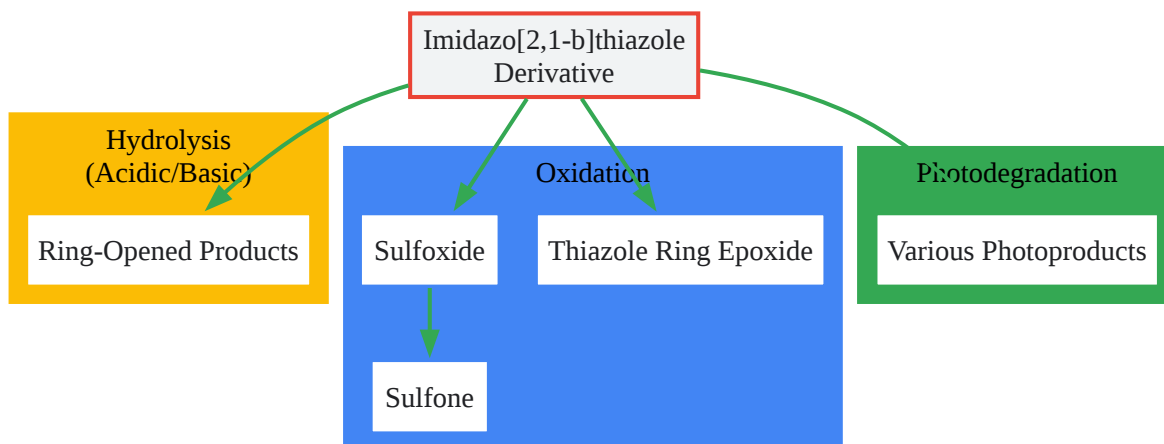 Imidazo[2,1-b]thiazole
Derivative
Hydrolysis
(Acidic/Basic)
Ring-Opened Products
Oxidation
Sulfoxide
Thiazole Ring Epoxide
Sulfone
Photodegradation
Various Photoproducts